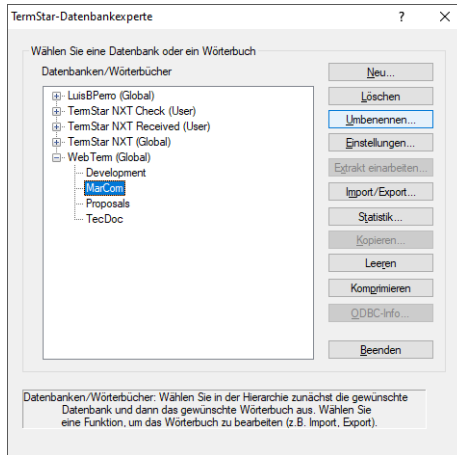 TermStar-Datenbankexperte
Wählen Sie eine Datenbank oder ein Wörterbuch
Datenbanken/Wörterbücher
LuisBPerro (Global)
TermStar NXT Check (User)
TermStar NXT Received (User)
TermStar NXT (Global)
WebTerm (Global)
Development
MarCom
Proposals
TecDoc
Neu...
Löschen
Umbenennen...
Einstellungen...
Extrakt einarbeiten...
Import/Export...
Statistik...
Kopieren...
Leeren
Komprimieren
ODBC-Info...
Beenden
Datenbanken/Wörterbücher: Wählen Sie in der Hierarchie zunächst die gewünschte
Datenbank und dann das gewünschte Wörterbuch aus. Wählen Sie
eine Funktion, um das Wörterbuch zu bearbeiten (z.B. Import, Export).